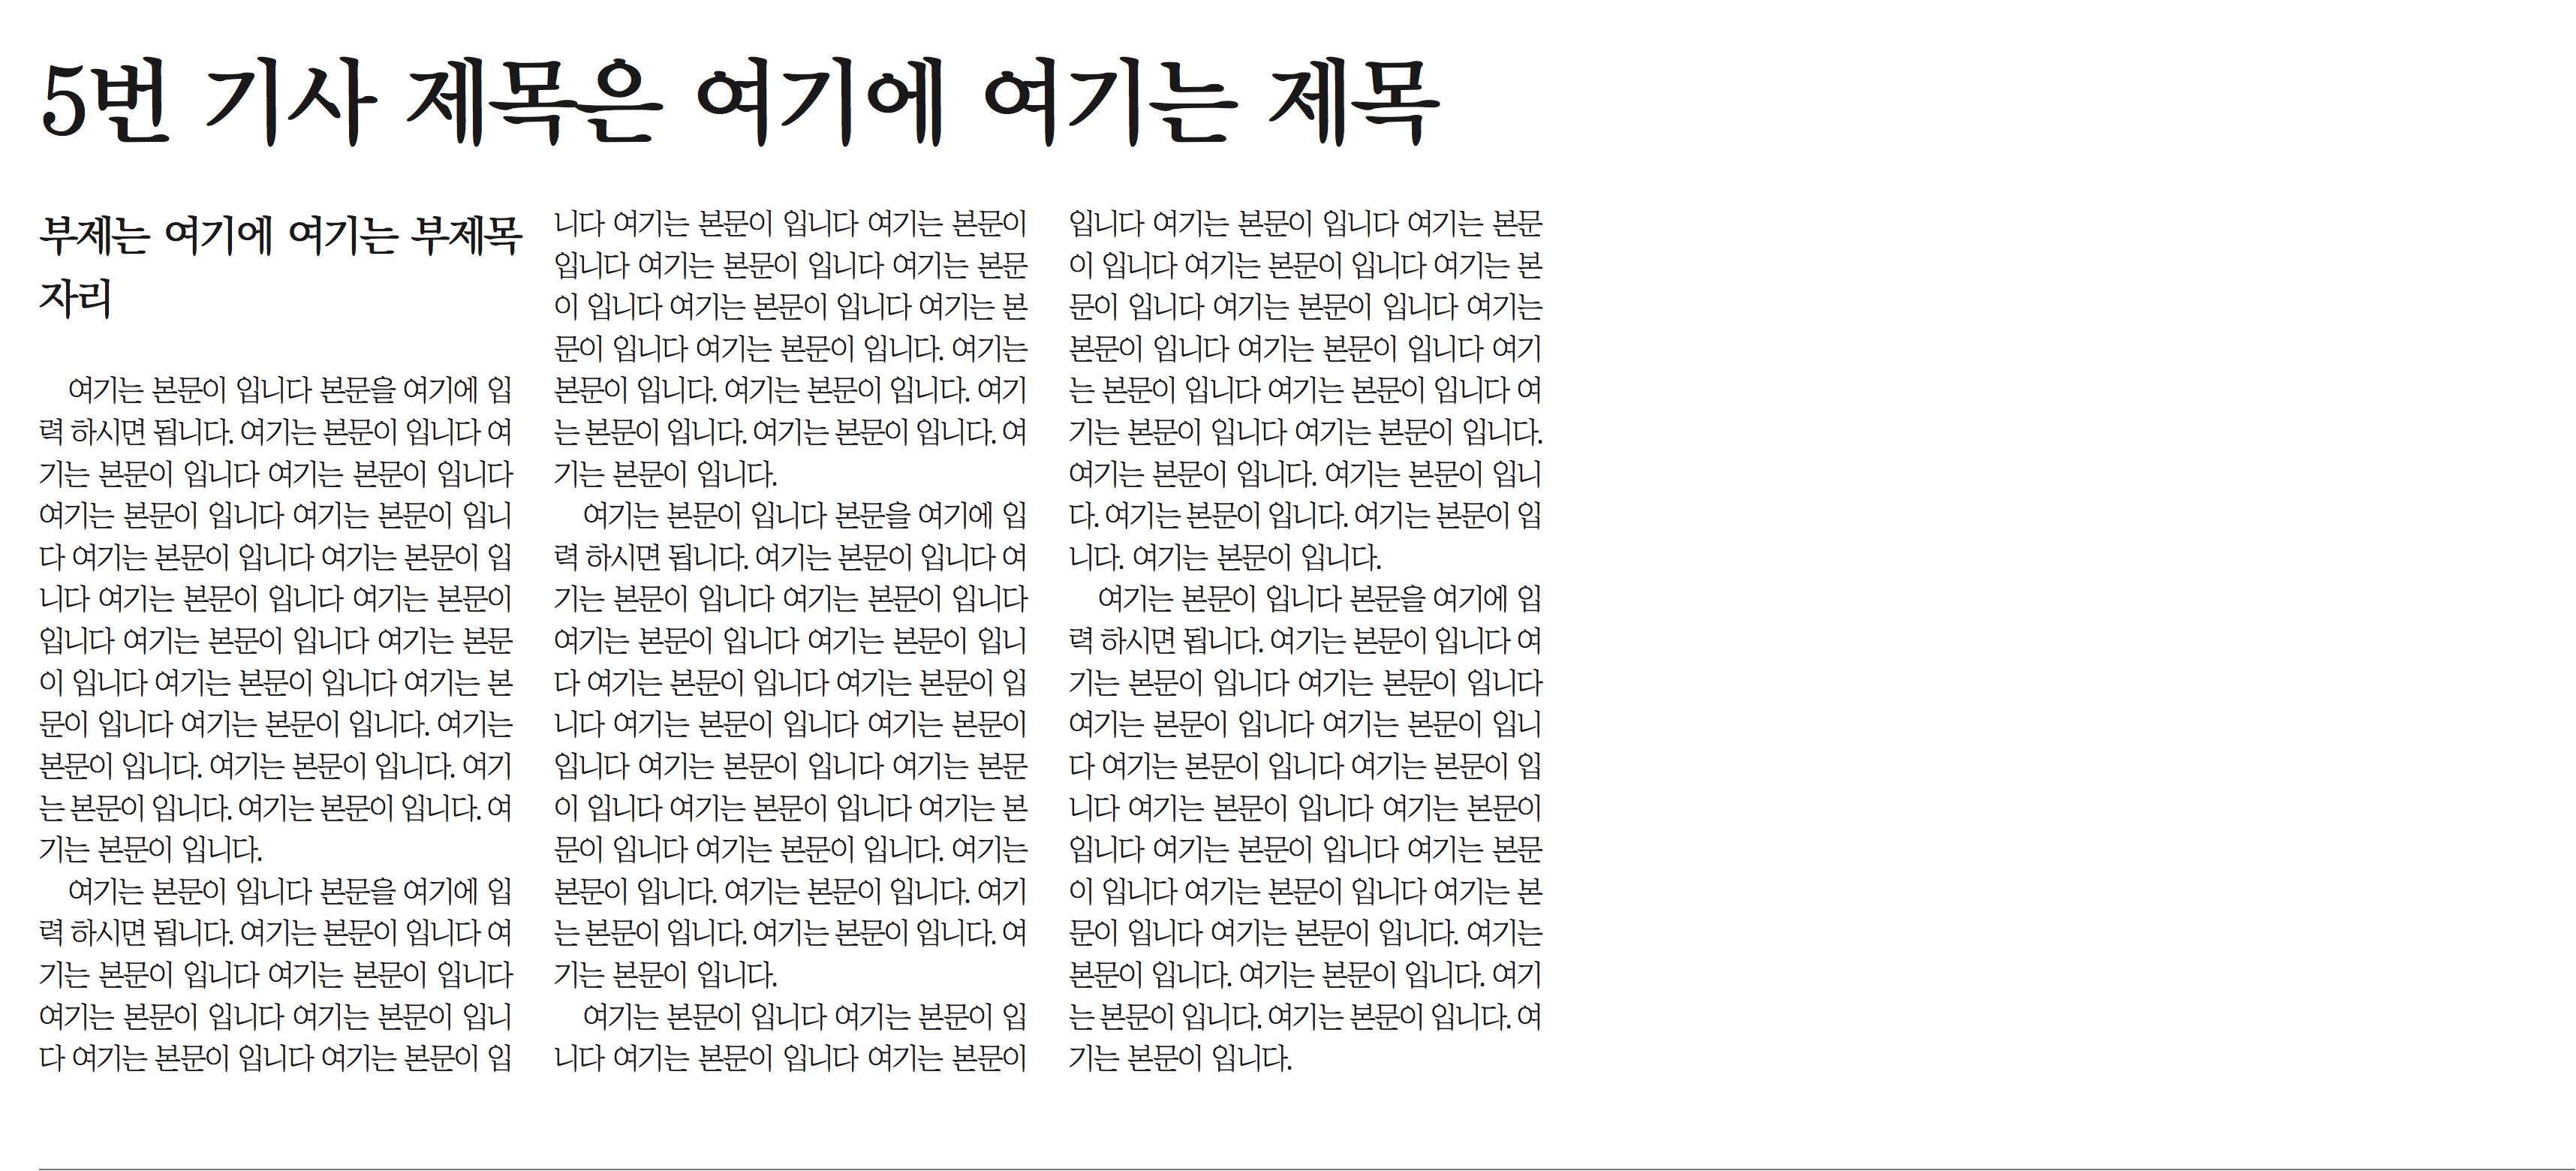 5번 기사 제목은 여기에 여기는 제목
부제는 여기에 여기는 부제목
자리
여기는 본문이 입니다 본문을 여기에 입
력 하시면 됩니다. 여기는 본문이 입니다 여
기는 본문이 입니다 여기는 본문이 입니다
여기는 본문이 입니다 여기는 본문이 입니
다 여기는 본문이 입니다 여기는 본문이 입
니다 여기는 본문이 입니다 여기는 본문이
입니다 여기는 본문이 입니다 여기는 본문
이 입니다 여기는 본문이 입니다 여기는 본
문이 입니다 여기는 본문이 입니다. 여기는
본문이 입니다. 여기는 본문이 입니다. 여기
는 본문이 입니다. 여기는 본문이 입니다. 여
기는 본문이 입니다.
여기는 본문이 입니다 본문을 여기에 입
력 하시면 됩니다. 여기는 본문이 입니다 여
기는 본문이 입니다 여기는 본문이 입니다
여기는 본문이 입니다 여기는 본문이 입니
다 여기는 본문이 입니다 여기는 본문이 입
니다 여기는 본문이 입니다 여기는 본문이
입니다 여기는 본문이 입니다 여기는 본문
이 입니다 여기는 본문이 입니다 여기는 본
문이 입니다 여기는 본문이 입니다. 여기는
본문이 입니다. 여기는 본문이 입니다. 여기
는 본문이 입니다. 여기는 본문이 입니다. 여
기는 본문이 입니다.
여기는 본문이 입니다 본문을 여기에 입
력 하시면 됩니다. 여기는 본문이 입니다 여
기는 본문이 입니다 여기는 본문이 입니다
여기는 본문이 입니다 여기는 본문이 입니
다 여기는 본문이 입니다 여기는 본문이 입
니다 여기는 본문이 입니다 여기는 본문이
입니다 여기는 본문이 입니다 여기는 본문
이 입니다 여기는 본문이 입니다 여기는 본
문이 입니다 여기는 본문이 입니다. 여기는
본문이 입니다. 여기는 본문이 입니다. 여기
는 본문이 입니다. 여기는 본문이 입니다. 여
기는 본문이 입니다.
여기는 본문이 입니다 여기는 본문이 입
니다 여기는 본문이 입니다 여기는 본문이
입니다 여기는 본문이 입니다 여기는 본문
이 입니다 여기는 본문이 입니다 여기는 본
문이 입니다 여기는 본문이 입니다 여기는
본문이 입니다 여기는 본문이 입니다 여기
는 본문이 입니다 여기는 본문이 입니다 여
기는 본문이 입니다 여기는 본문이 입니다.
여기는 본문이 입니다. 여기는 본문이 입니
다. 여기는 본문이 입니다. 여기는 본문이 입
니다. 여기는 본문이 입니다.
여기는 본문이 입니다 본문을 여기에 입
력 하시면 됩니다. 여기는 본문이 입니다 여
기는 본문이 입니다 여기는 본문이 입니다
여기는 본문이 입니다 여기는 본문이 입니
다 여기는 본문이 입니다 여기는 본문이 입
니다 여기는 본문이 입니다 여기는 본문이
입니다 여기는 본문이 입니다 여기는 본문
이 입니다 여기는 본문이 입니다 여기는 본
문이 입니다 여기는 본문이 입니다. 여기는
본문이 입니다. 여기는 본문이 입니다. 여기
는 본문이 입니다. 여기는 본문이 입니다. 여
기는 본문이 입니다.